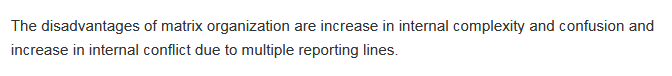 The disadvantages of matrix organization are increase in internal complexity and confusion and
increase in internal conflict due to multiple reporting lines.